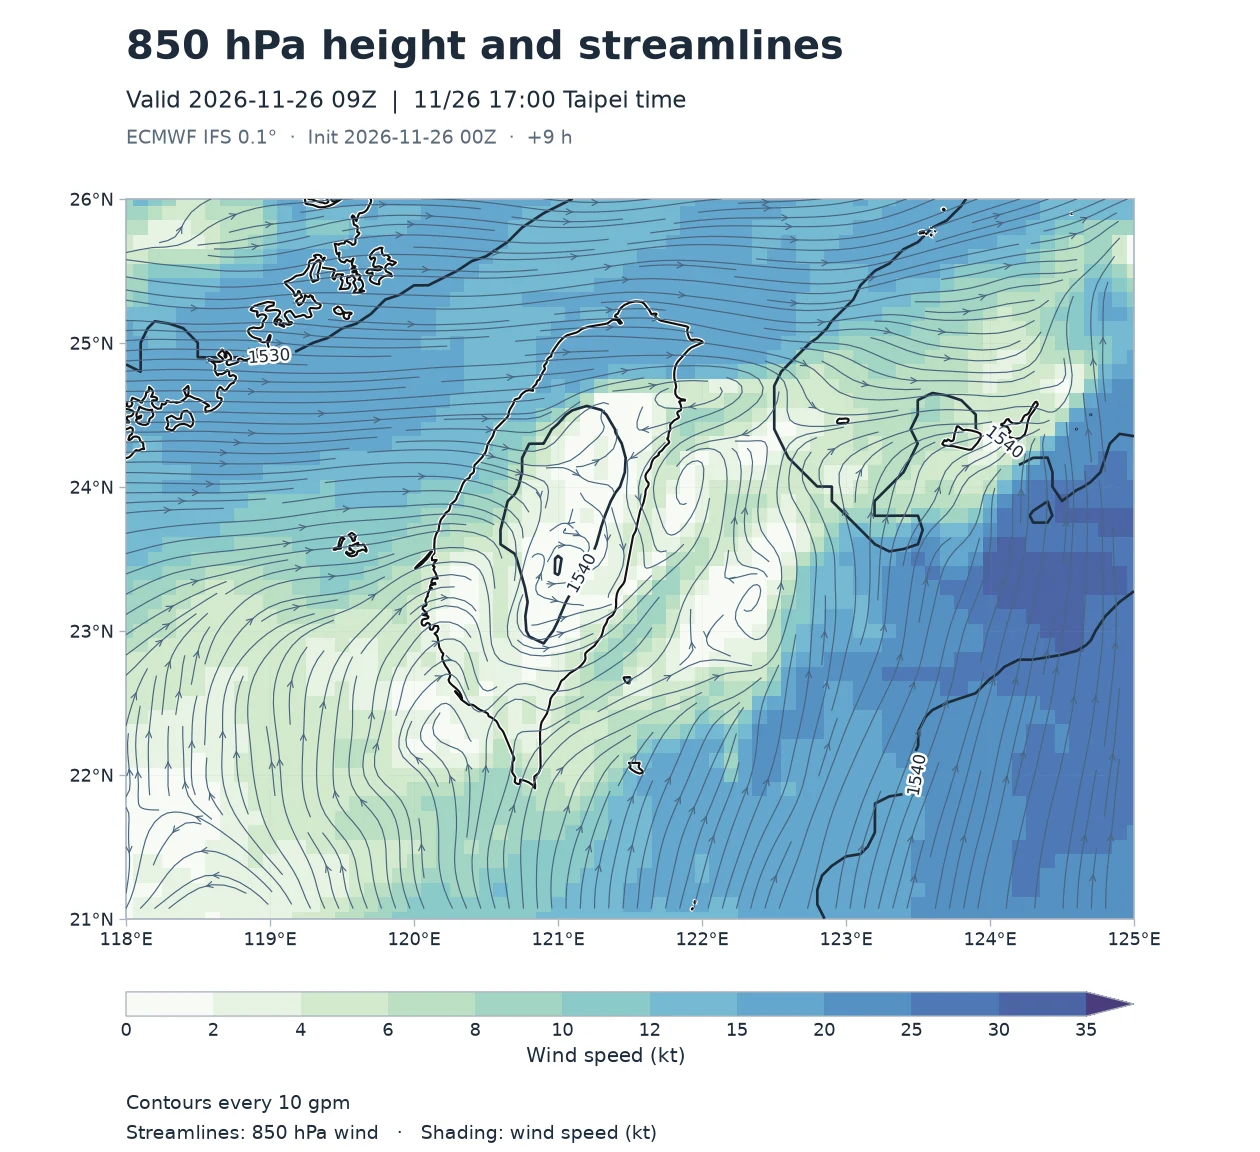 850 hPa height and streamlines
Valid 2026-11-26 09Z | 11/26 17:00 Taipei time
ECMWF IFS 0.1° · Init 2026-11-26 00Z · +9 h
26°N
25°N
24°N
23°N
22°N
21°N
1530
1540
1540
1540
118°E 119°E 120°E 121°E 122°E 123°E 124°E 125°E
0 2 4 6 8 10 12 15 20 25 30 35
Wind speed (kt)
Contours every 10 gpm
Streamlines: 850 hPa wind · Shading: wind speed (kt)